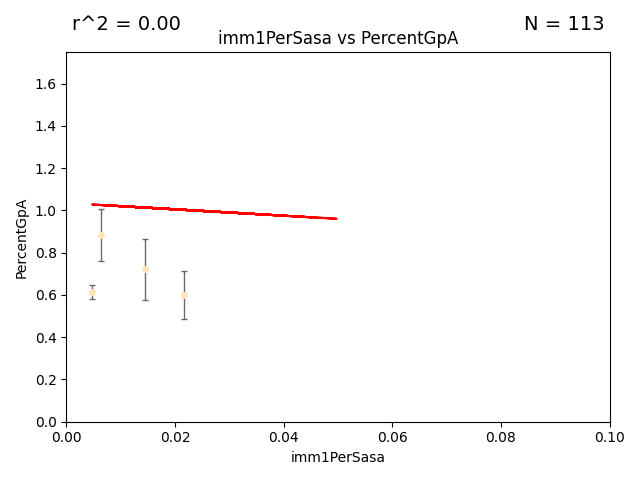 r^2 = 0.00
N = 113
imm1PerSasa vs PercentGpA
PercentGpA
1.6
1.4
1.2
1.0
0.8
0.6
0.4
0.2
0.0
0.00 0.02 0.04 0.06 0.08 0.10
imm1PerSasa